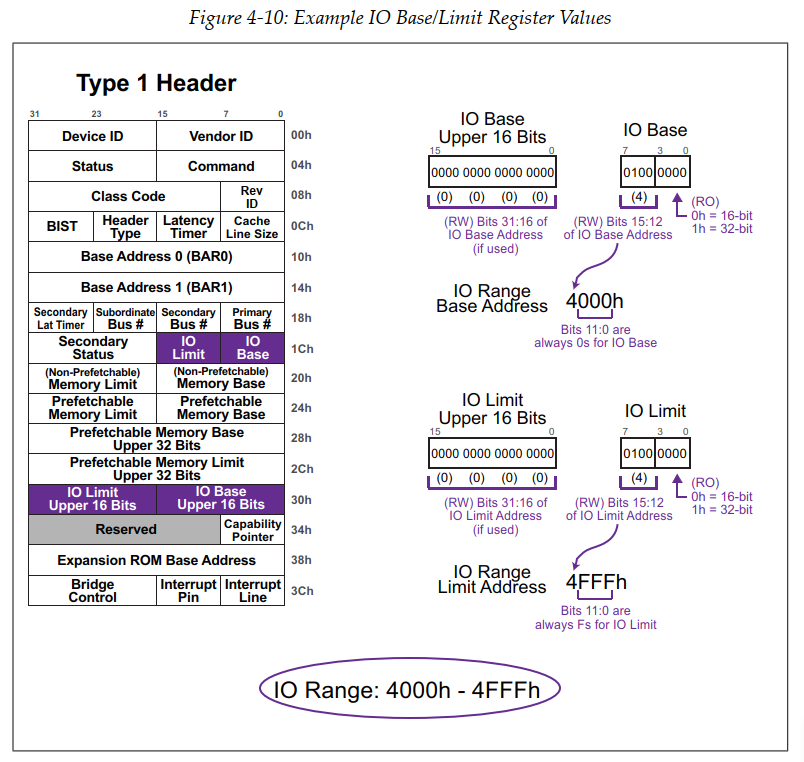 Figure 4-10: Example IO Base/Limit Register Values
Type 1 Header
31 23 15 7 0
Device ID Vendor ID 00h
Status Command 04h
Class Code Rev ID 08h
BIST Header Type Latency Timer Cache Line Size 0Ch
Base Address 0 (BAR0) 10h
Base Address 1 (BAR1) 14h
Secondary Lat Timer Subordinate Bus # Secondary Bus # Primary Bus # 18h
Secondary Status IO Limit IO Base 1Ch
(Non-Prefetchable) Memory Limit (Non-Prefetchable) Memory Base 20h
Prefetchable Memory Limit Prefetchable Memory Base 24h
Prefetchable Memory Base Upper 32 Bits 28h
Prefetchable Memory Limit Upper 32 Bits 2Ch
IO Limit Upper 16 Bits IO Base Upper 16 Bits 30h
Reserved Capability Pointer 34h
Expansion ROM Base Address 38h
Bridge Control Interrupt Pin Interrupt Line 3Ch
IO Base
Upper 16 Bits
15 0
0000 0000 0000 0000
(0) (0) (0) (0)
(RW) Bits 31:16 of
IO Base Address
(if used)
IO Base
7 3 0
0100 0000
(4)
(RW) Bits 15:12
of IO Base Address
(RO)
0h = 16-bit
1h = 32-bit
IO Range
Base Address
4000h
Bits 11:0 are
always 0s for IO Base
IO Limit
Upper 16 Bits
15 0
0000 0000 0000 0000
(0) (0) (0) (0)
(RW) Bits 31:16 of
IO Limit Address
(if used)
IO Limit
7 3 0
0100 0000
(4)
(RW) Bits 15:12
of IO Limit Address
(RO)
0h = 16-bit
1h = 32-bit
IO Range
Limit Address
4FFFh
Bits 11:0 are
always Fs for IO Limit
IO Range: 4000h - 4FFFh